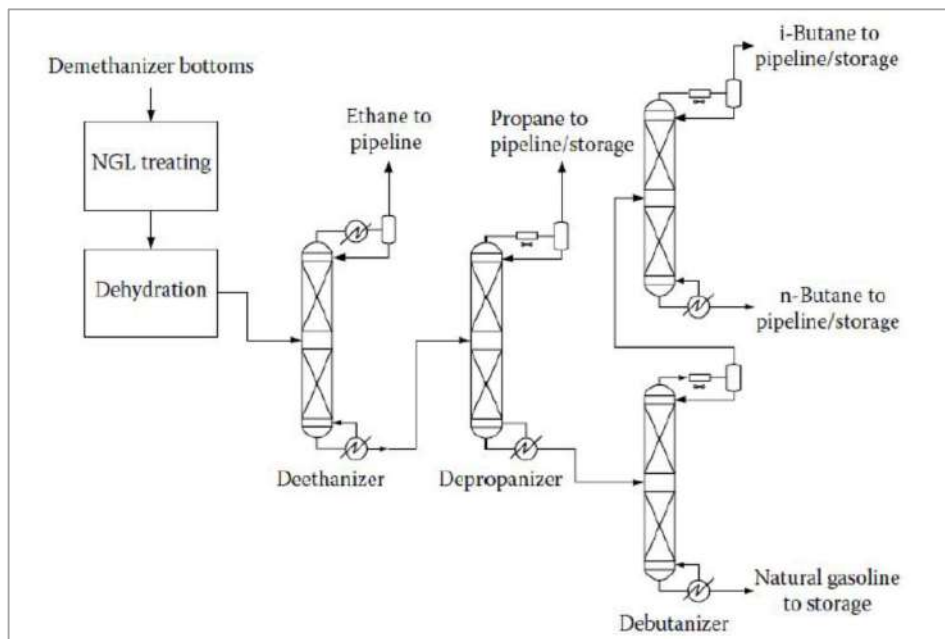 Demethanizer bottoms
NGL treating
Dehydration
Ethane to
pipeline
Deethanizer
Propane to
pipeline/storage
Depropanizer
i-Butane to
pipeline/storage
n-Butane to
pipeline/storage
Natural gasoline
to storage
Debutanizer